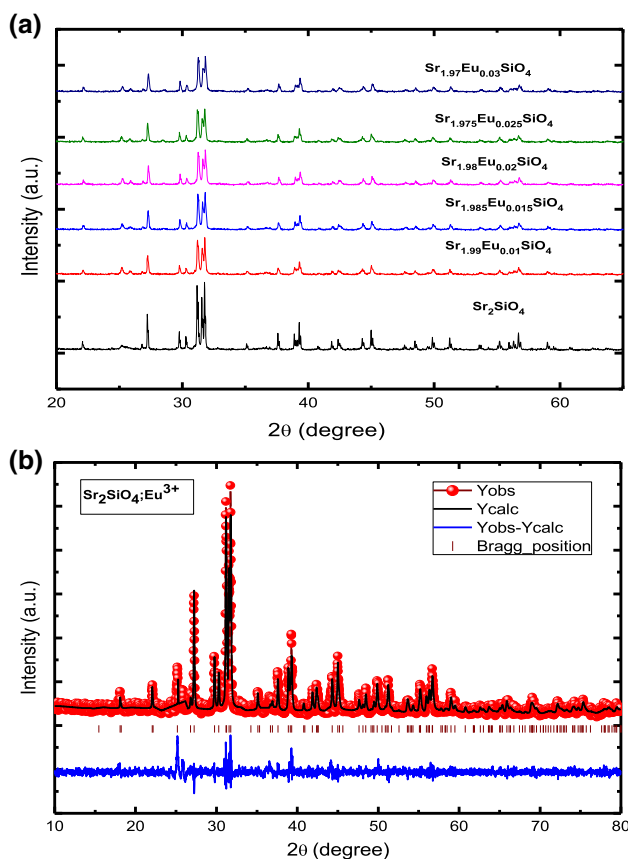 (a)
Sr1.97Eu0.03SiO4
Sr1.975Eu0.025SiO4
Sr1.98Eu0.02SiO4
Sr1.985Eu0.015SiO4
Sr1.99Eu0.01SiO4
Sr2SiO4
Intensity (a.u.)
20 30 40 50 60
2θ (degree)
(b)
Sr2SiO4;Eu3+
Yobs
Ycalc
Yobs-Ycalc
Bragg_position
Intensity (a.u.)
10 20 30 40 50 60 70 80
2θ (degree)